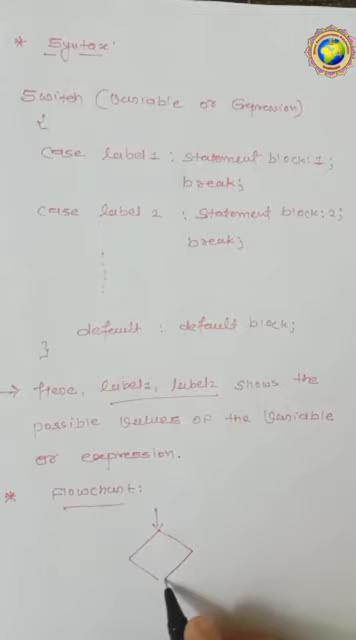 * Syntax:
Switch (Variable or Expression)
{
case label1 : Statement block:1;
break;
case label 2 : Statement block:2;
break;
default : default block;
}
→ Here, label1, label2 shows the
possible values of the variable
or expression.
* Flowchart: